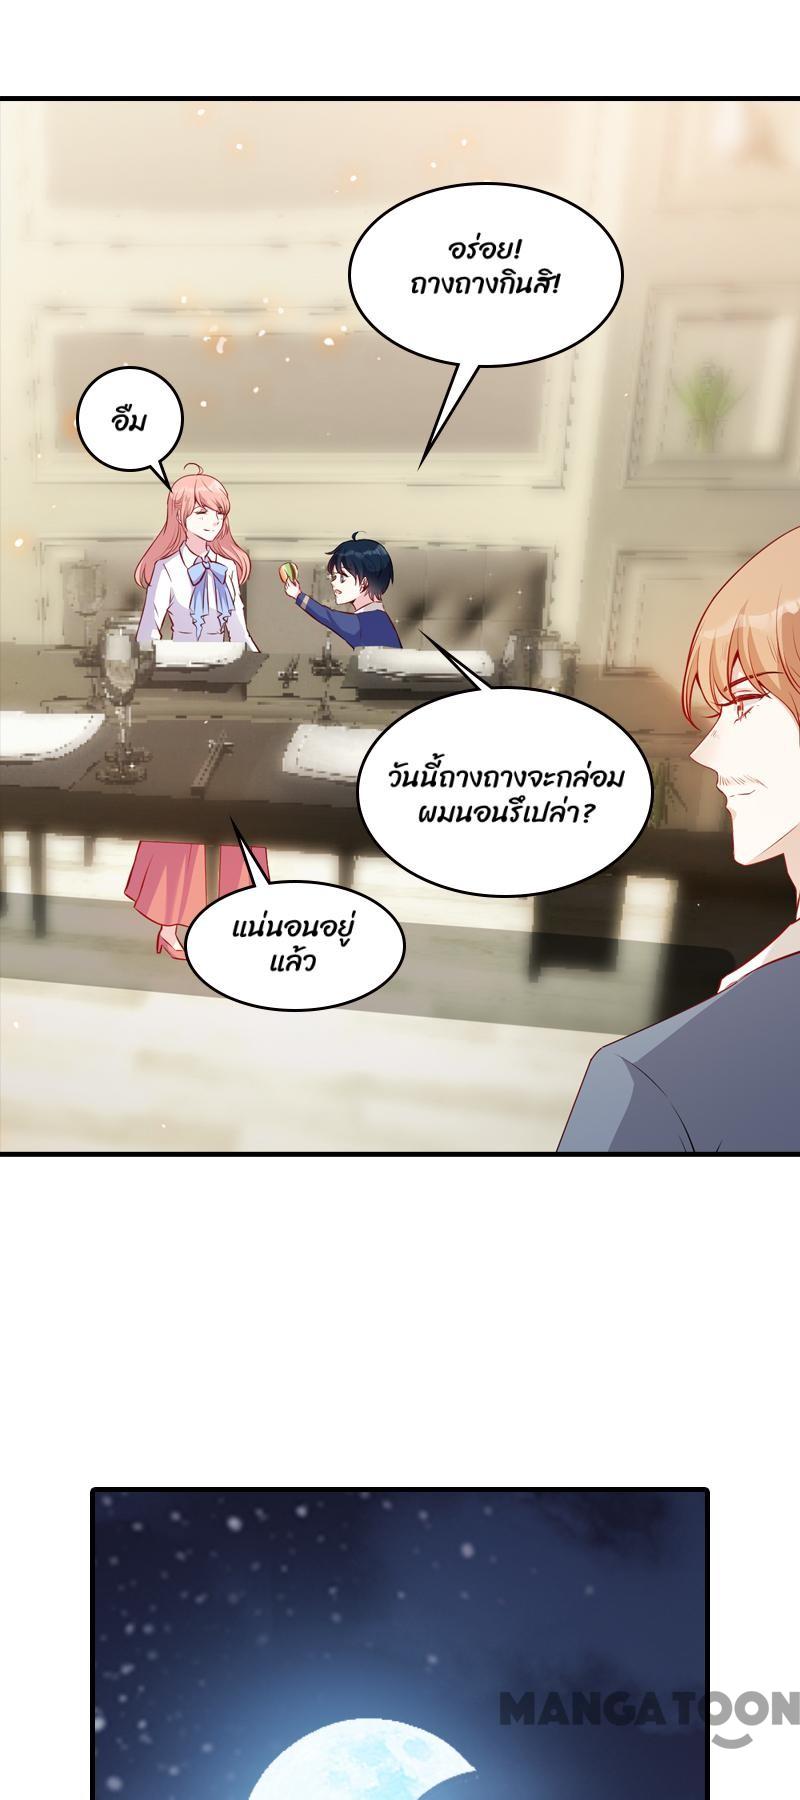 อร่อย!
ถางถางกินสิ!
อืม
วันนี้ถางถางจะกล่อม
ผมนอนรึเปล่า?
แน่นอนอยู่
แล้ว
MANGATOON